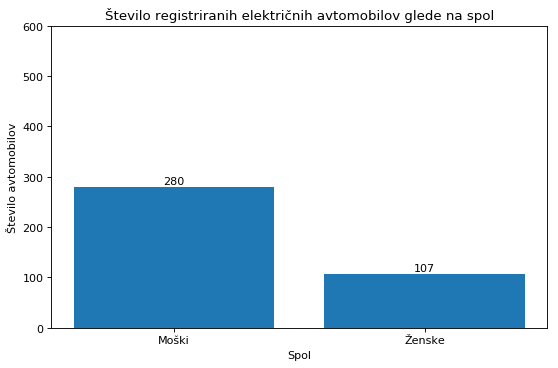 Število registriranih električnih avtomobilov glede na spol
600
500
400
300
200
100
0
Število avtomobilov
280
107
Moški
Ženske
Spol